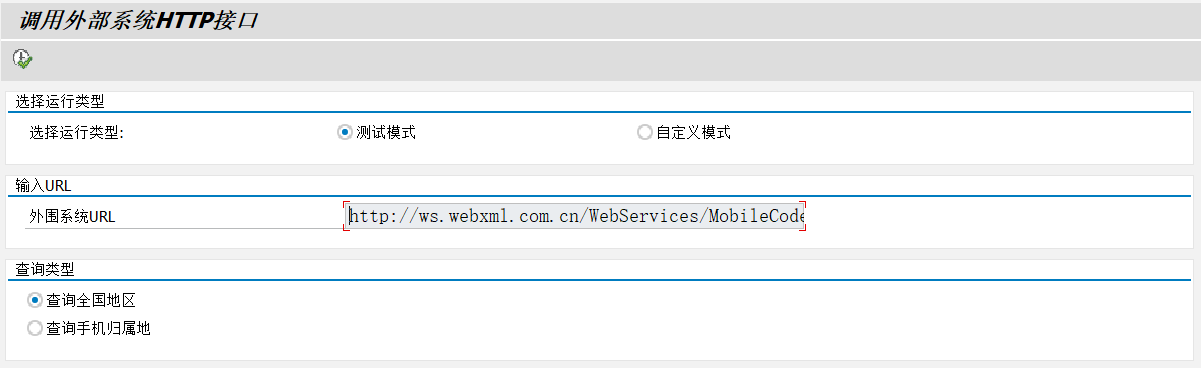 调用外部系统HTTP接口
选择运行类型
选择运行类型: 测试模式 自定义模式
输入URL
外围系统URL http://ws.webxml.com.cn/WebServices/MobileCode
查询类型
查询全国地区
查询手机归属地